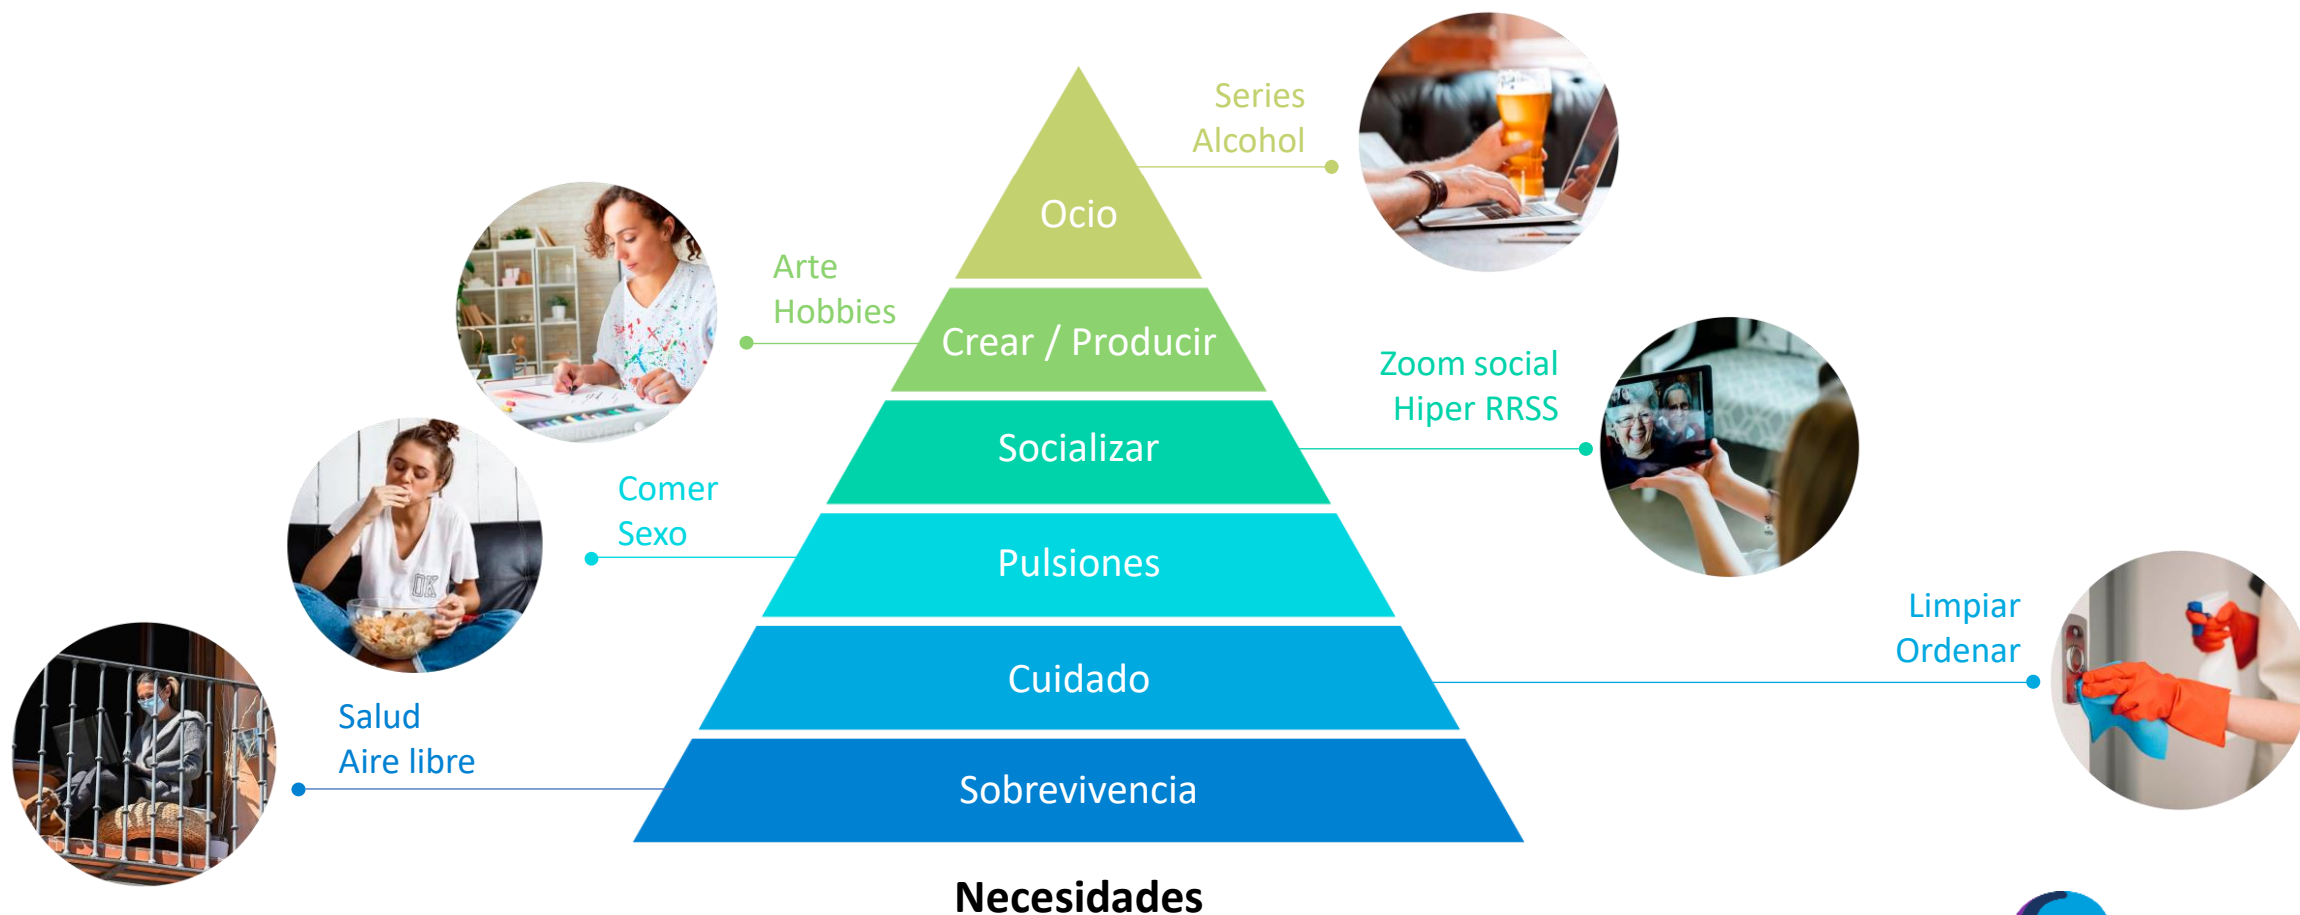 Series
Alcohol
Ocio
Arte
Hobbies
Crear / Producir
Zoom social
Hiper RRSS
Socializar
Comer
Sexo
OK
Pulsiones
Limpiar
Ordenar
Cuidado
Salud
Aire libre
Sobrevivencia
Necesidades